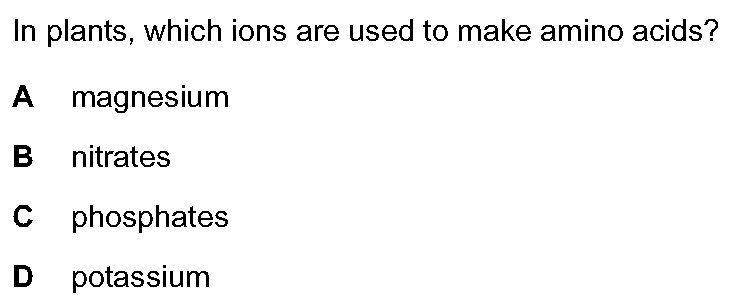 In plants, which ions are used to make amino acids?
A magnesium
B nitrates
C phosphates
D potassium